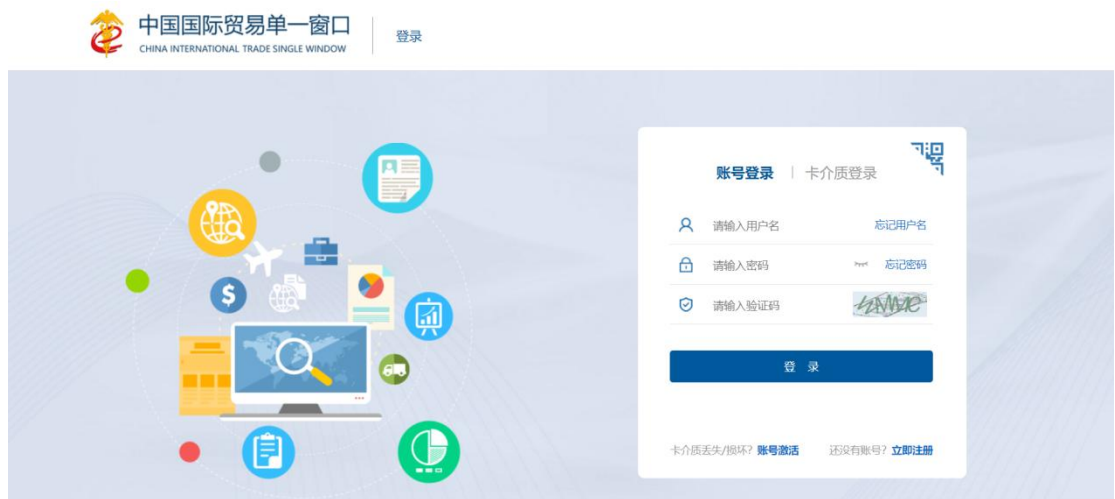 中国国际贸易单一窗口
CHINA INTERNATIONAL TRADE SINGLE WINDOW
登录
账号登录 | 卡介质登录
请输入用户名 忘记用户名
请输入密码 忘记密码
请输入验证码
登 录
卡介质丢失/损坏? 账号激活 还没有账号? 立即注册